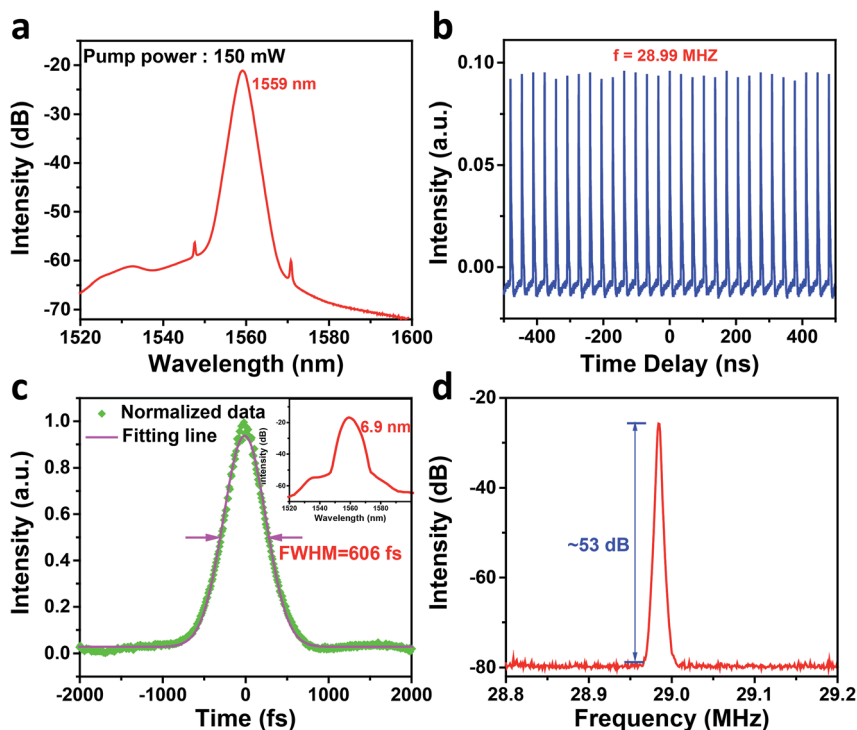 a
Pump power : 150 mW
1559 nm
-20
-30
-40
-50
-60
-70
1520
1540
1560
1580
1600
Intensity (dB)
Wavelength (nm)
b
f = 28.99 MHZ
0.10
0.05
0.00
-400
-200
0
200
400
Intensity (a.u.)
Time Delay (ns)
c
Normalized data
Fitting line
FWHM=606 fs
1.0
0.8
0.6
0.4
0.2
0.0
-2000
-1000
0
1000
2000
Intensity (a.u.)
Time (fs)
6.9 nm
-20
-40
-60
1520
1540
1560
1580
1600
Intensity (dB)
Wavelength (nm)
d
~53 dB
-20
-40
-60
-80
28.8
28.9
29.0
29.1
29.2
Intensity (dB)
Frequency (MHz)